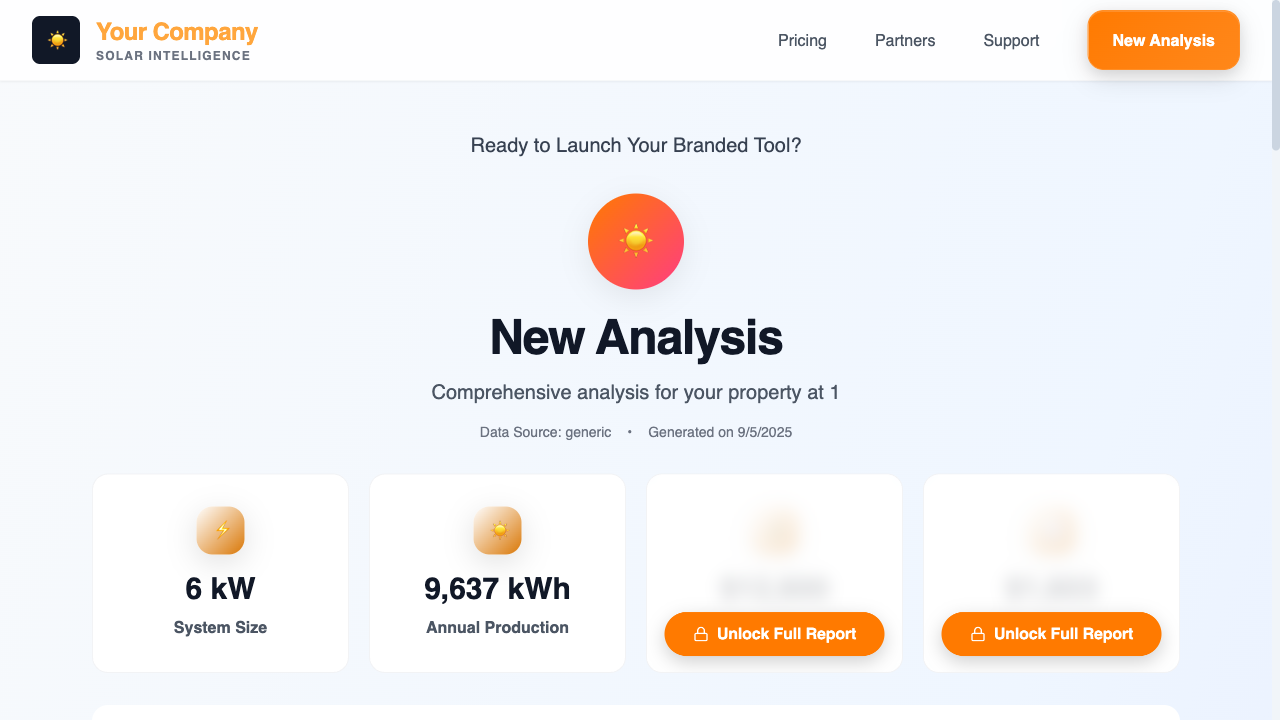 Your Company
SOLAR INTELLIGENCE
Pricing
Partners
Support
New Analysis
Ready to Launch Your Branded Tool?
New Analysis
Comprehensive analysis for your property at 1
Data Source: generic • Generated on 9/5/2025
6 kW
System Size
9,637 kWh
Annual Production
Unlock Full Report
Unlock Full Report